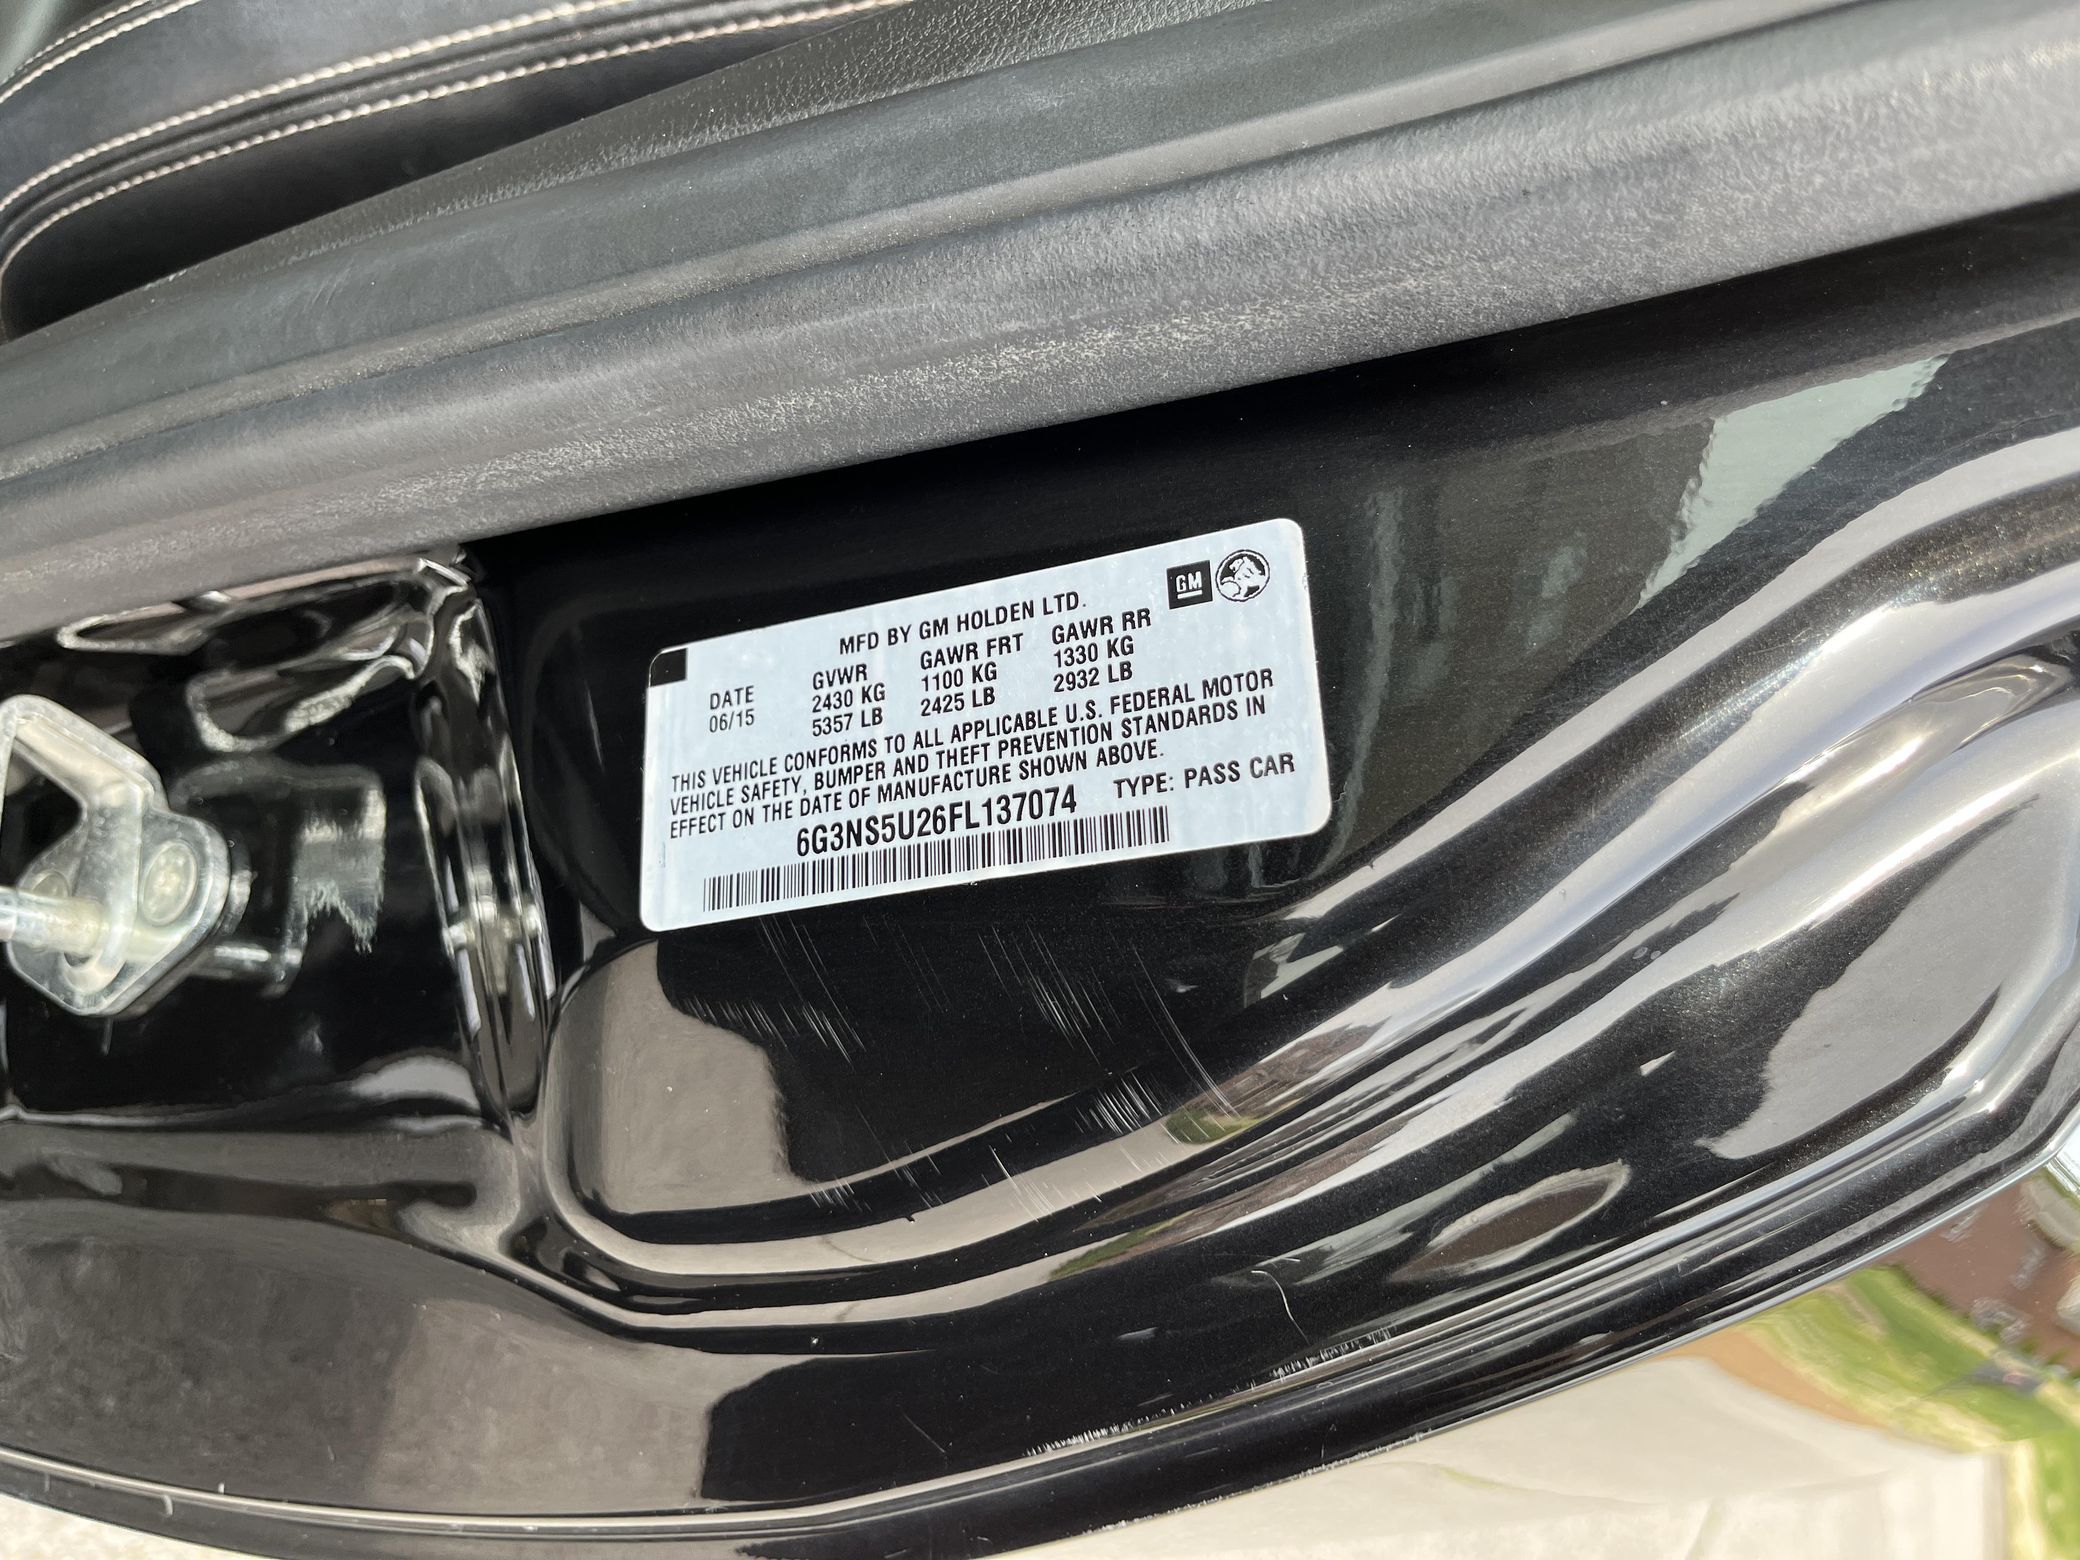 MFD BY GM HOLDEN LTD.
GM
DATE GVWR GAWR FRT GAWR RR
06/15 2430 KG 1100 KG 1330 KG
5357 LB 2425 LB 2932 LB
THIS VEHICLE CONFORMS TO ALL APPLICABLE U.S. FEDERAL MOTOR
VEHICLE SAFETY, BUMPER AND THEFT PREVENTION STANDARDS IN
EFFECT ON THE DATE OF MANUFACTURE SHOWN ABOVE.
6G3NS5U26FL137074 TYPE: PASS CAR